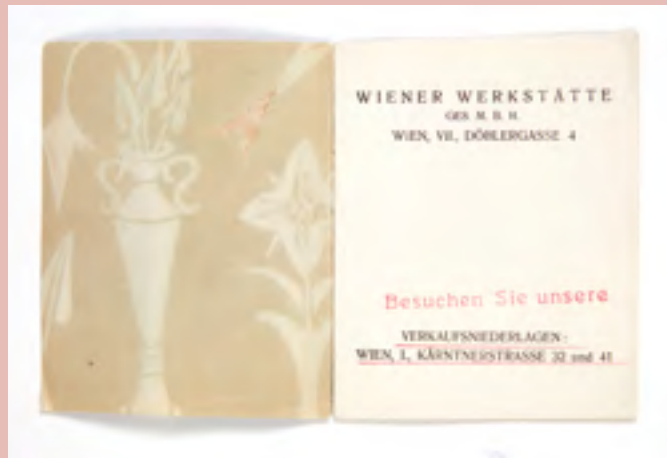 WIENER WERKSTÄTTE
GES. M. B. H.
WIEN, VII., DÖBLERGASSE 4
Besuchen Sie unsere
VERKAUFSNIEDERLAGEN:
WIEN, I., KÄRNTNERSTRASSE 32 und 41